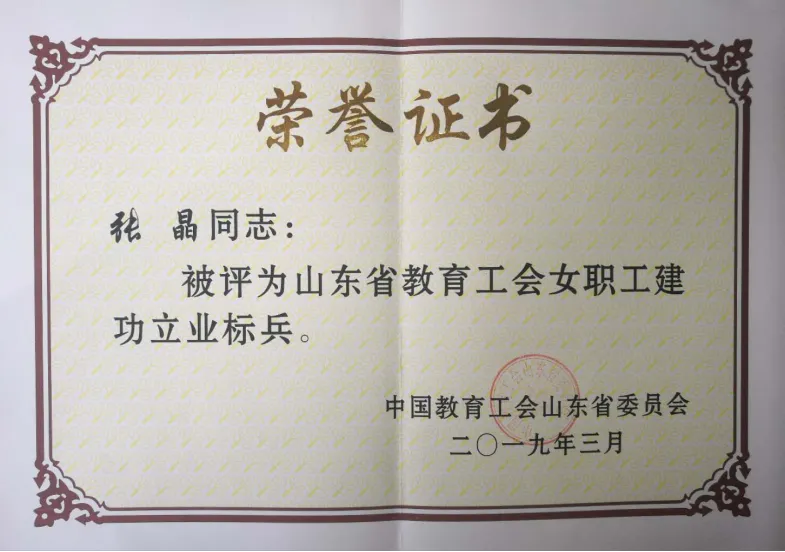 荣誉证书
张 晶同志：
被评为山东省教育工会女职工建
功立业标兵。
中国教育工会山东省委员会
二〇一九年三月